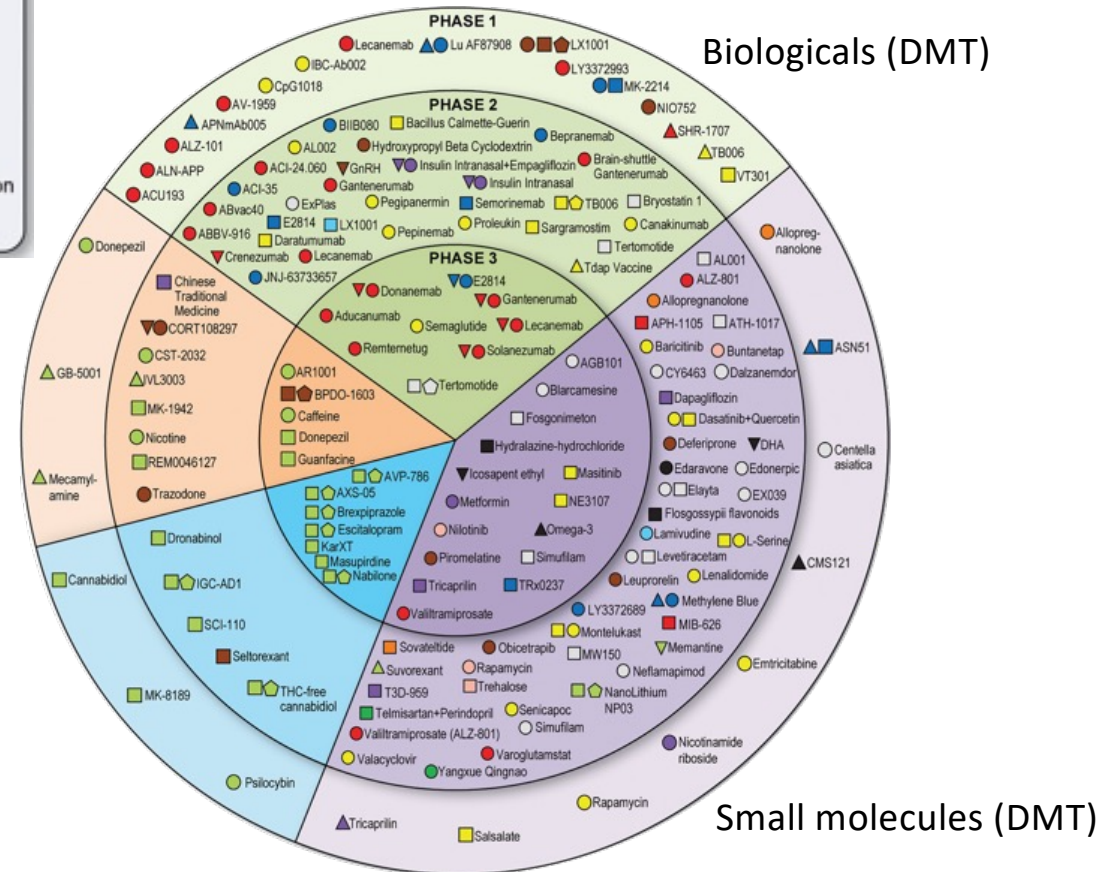 on
Biologicals (DMT)
PHASE 1
Lecanemab
Lu AF87908
LX1001
IBC-Ab002
LY3372993
CpG1018
MK-2214
AV-1959
NIO752
APNmAb005
SHR-1707
ALZ-101
TB006
ALN-APP
VT301
ACU193
PHASE 2
BIIB080
Bacillus Calmette-Guerin
Bepranemab
AL002
Hydroxypropyl Beta Cyclodextrin
ACI-24.060
GnRH
Insulin Intranasal+Empagliflozin
Brain-shuttle
Gantenerumab
ACI-35
Gantenerumab
Insulin Intranasal
ABvac40
ExPlas
Pegipanermin
Semorinemab
TB006
Bryostatin 1
E2814
LX1001
Proleukin
Sargramostim
Canakinumab
ABBV-916
Daratumumab
Pepinemab
Tertomotide
Crenezumab
Lecanemab
Tdap Vaccine
JNJ-63733657
PHASE 3
E2814
Donanemab
Gantenerumab
Aducanumab
Semaglutide
Lecanemab
Remternetug
Solanezumab
Tertomotide
Donepezil
GB-5001
Mecamyl-
amine
Chinese
Traditional
Medicine
CORT108297
CST-2032
IVL3003
MK-1942
Nicotine
REM0046127
Trazodone
AR1001
BPDO-1603
Caffeine
Donepezil
Guanfacine
AVP-786
AXS-05
Brexpiprazole
Escitalopram
KarXT
Masupirdine
Nabilone
Dronabinol
IGC-AD1
SCI-110
Seltorexant
THC-free
cannabidiol
Cannabidiol
MK-8189
Psilocybin
AGB101
Blarcamesine
Fosgonimeton
Hydralazine-hydrochloride
Icosapent ethyl
Masitinib
Metformin
NE3107
Nilotinib
Omega-3
Piromelatine
Simufilam
Tricaprilin
TRx0237
Valiltramiprosate
AL001
ALZ-801
Allopregnanolone
APH-1105
ATH-1017
Baricitinib
Buntanetap
CY6463
Dalzanemdor
Dapagliflozin
Dasatinib+Quercetin
Deferiprone
DHA
Edaravone
Edonerpic
Elayta
EX039
Flosgossypii flavonoids
Lamivudine
L-Serine
Levetiracetam
Leuprorelin
Lenalidomide
LY3372689
Methylene Blue
Montelukast
MIB-626
MW150
Memantine
Neflamapimod
Sovateltide
Obicetrapib
Suvorexant
Rapamycin
T3D-959
Trehalose
NanoLithium
NP03
Telmisartan+Perindopril
Senicapoc
Simufilam
Valiltramiprosate (ALZ-801)
Valacyclovir
Varoglutamstat
Yangxue Qingnao
Allopreg-
nanolone
ASN51
Centella
asiatica
CMS121
Emtricitabine
Nicotinamide
riboside
Rapamycin
Salsalate
Tricaprilin
Small molecules (DMT)